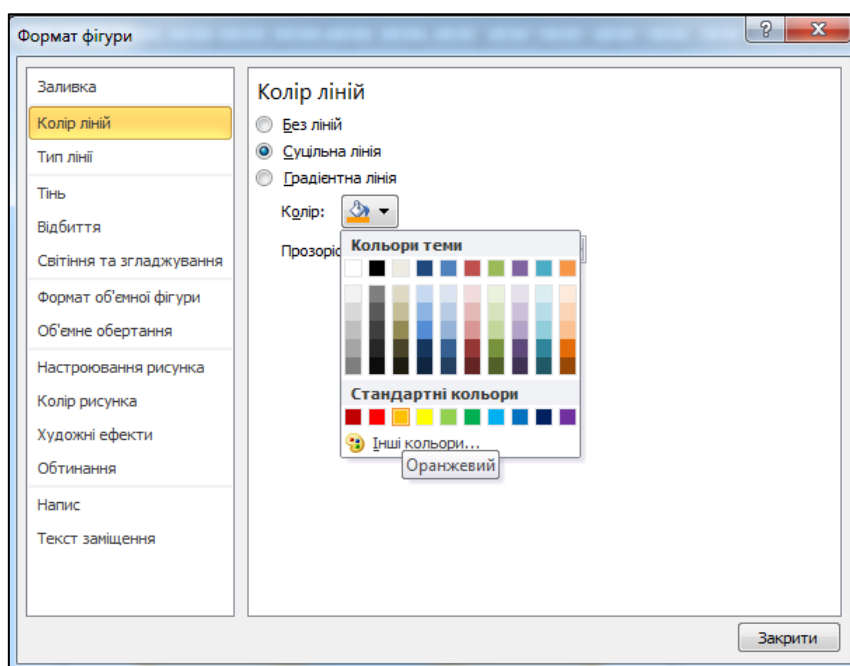 Формат фігури
Заливка
Колір ліній
Тип лінії
Тінь
Відбиття
Світіння та згладжування
Формат об'ємної фігури
Об'ємне обертання
Настроювання рисунка
Колір рисунка
Художні ефекти
Обтинання
Напис
Текст заміщення
Колір ліній
Без ліній
Суцільна лінія
Градієнтна лінія
Колір:
Прозоріс
Кольори теми
Стандартні кольори
Інші кольори...
Оранжевий
Закрити